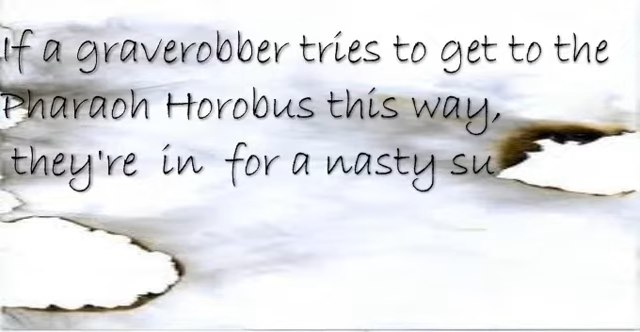 If a graverobber tries to get to the
Pharaoh Horobus this way,
they're in for a nasty su